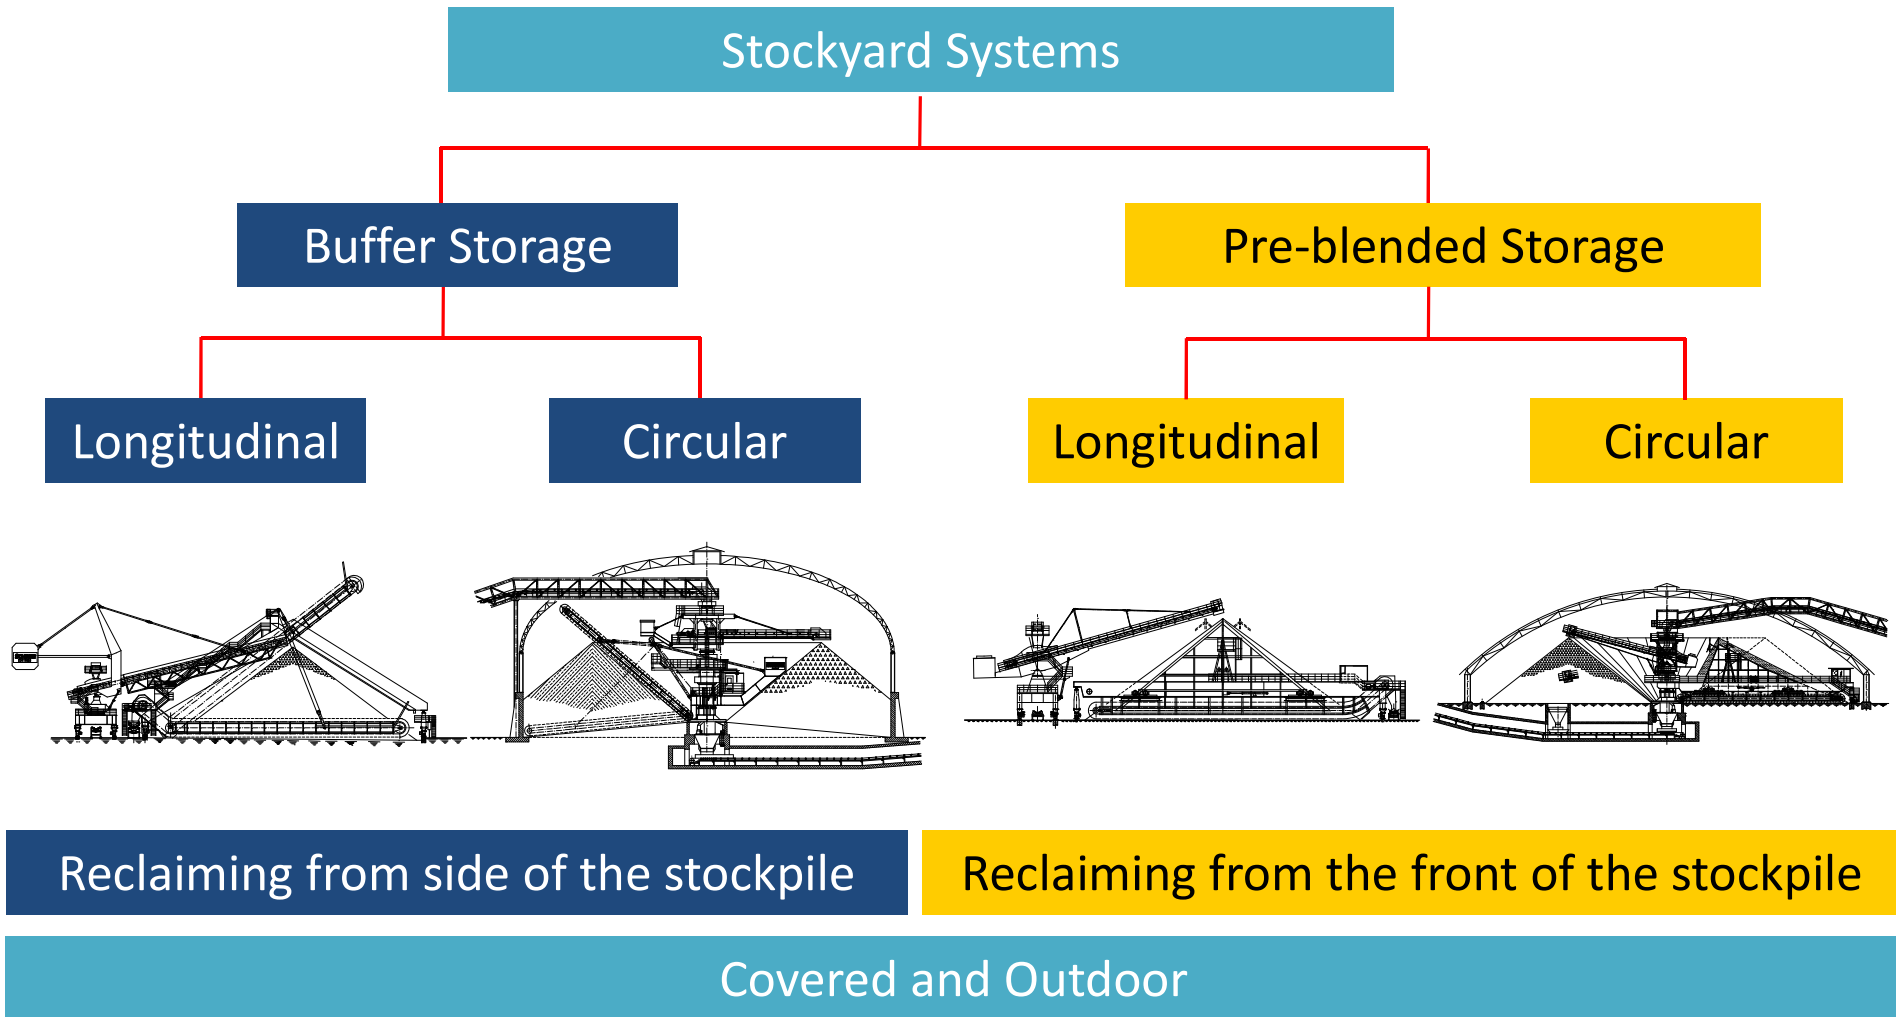 Stockyard Systems
Buffer Storage
Pre-blended Storage
Longitudinal
Circular
Longitudinal
Circular
Reclaiming from side of the stockpile
Reclaiming from the front of the stockpile
Covered and Outdoor